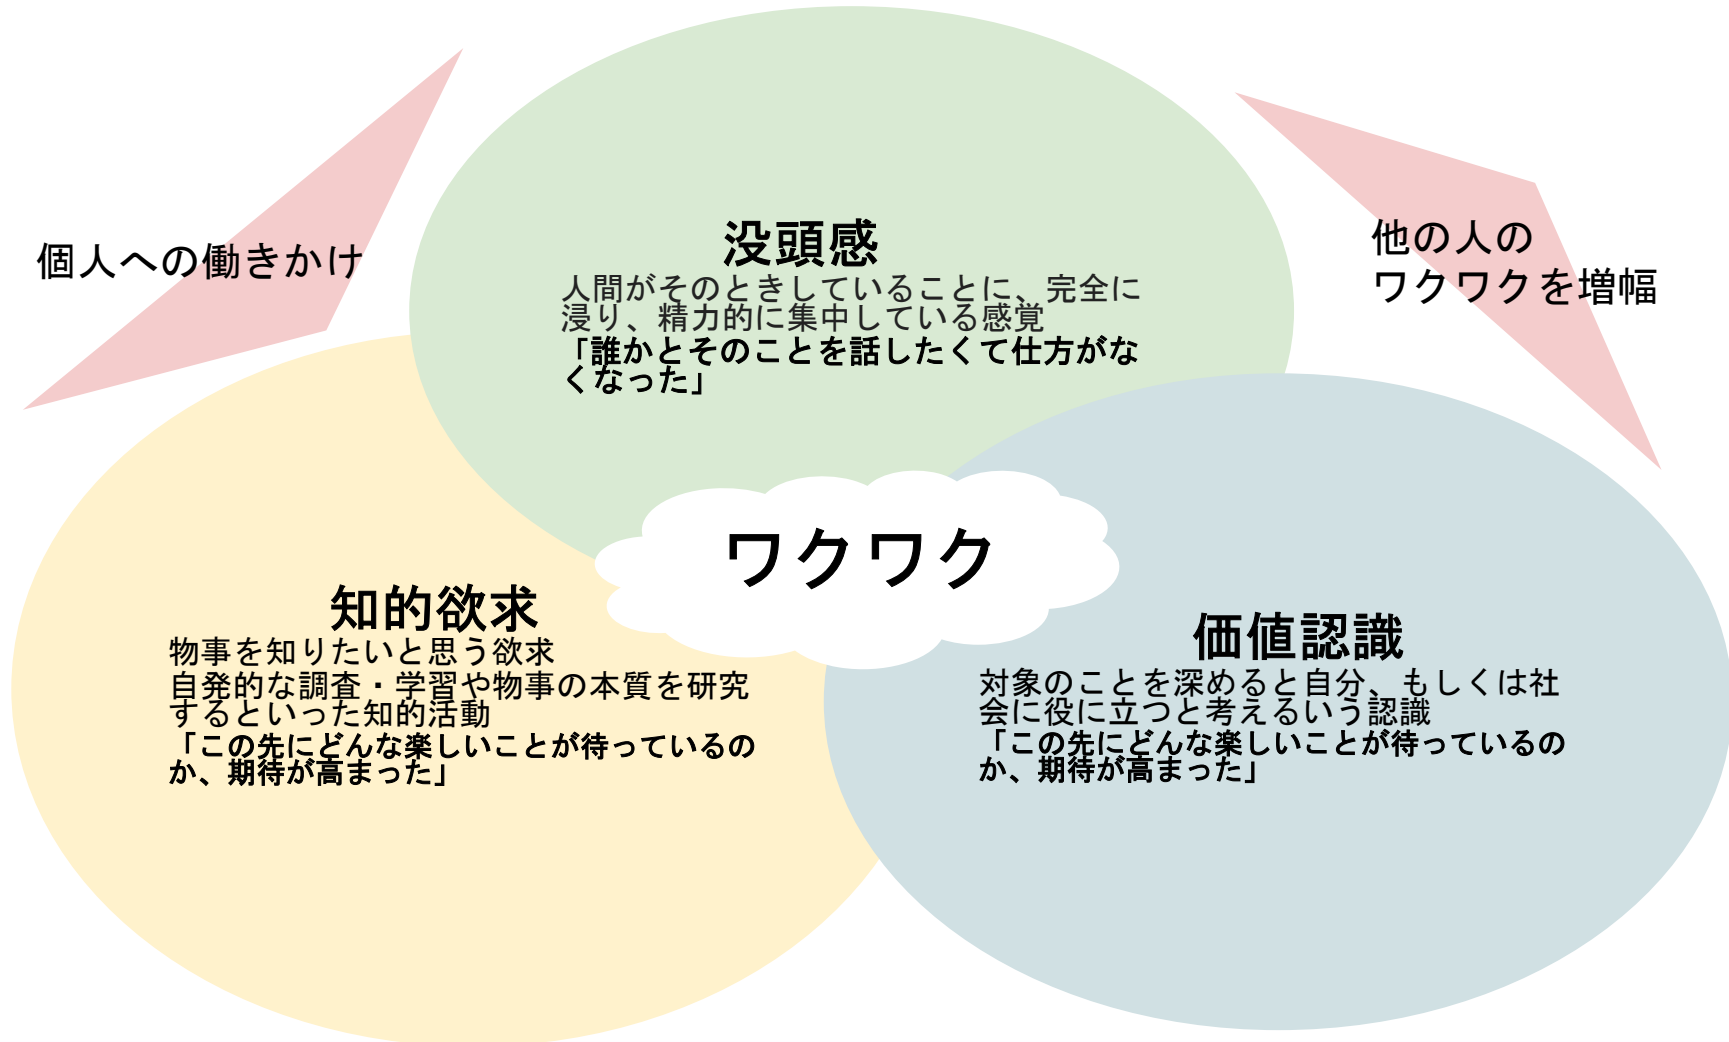 没頭感
人間がそのときしていることに、完全に
浸り、精力的に集中している感覚
「誰かとそのことを話したくて仕方がな
くなった」
個人への働きかけ
他の人の
ワクワクを増幅
ワクワク
知的欲求
物事を知りたいと思う欲求
自発的な調査・学習や物事の本質を研究
するといった知的活動
「この先にどんな楽しいことが待っているの
か、期待が高まった」
価値認識
対象のことを深めると自分、もしくは社
会に役に立つと考えるいう認識
「この先にどんな楽しいことが待っているの
か、期待が高まった」